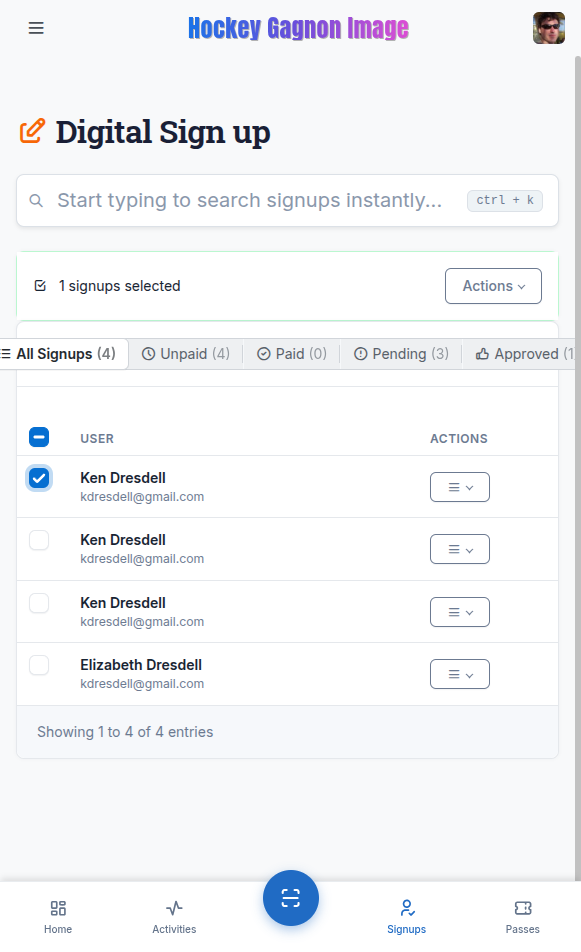 Hockey Gagnon Image
Digital Sign up
Start typing to search signups instantly... ctrl + k
1 signups selected Actions
All Signups (4) Unpaid (4) Paid (0) Pending (3) Approved (1
USER ACTIONS
Ken Dresdell
kdresdell@gmail.com
Ken Dresdell
kdresdell@gmail.com
Ken Dresdell
kdresdell@gmail.com
Elizabeth Dresdell
kdresdell@gmail.com
Showing 1 to 4 of 4 entries
Home Activities Signups Passes